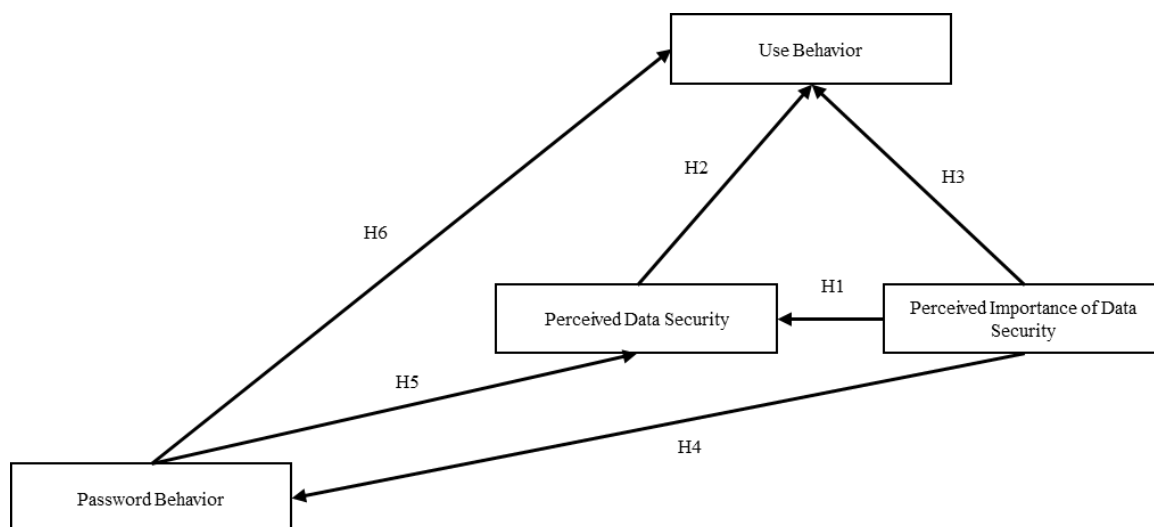 Use Behavior
H2
H3
H6
H1
Perceived Data Security
Perceived Importance of Data
Security
H5
H4
Password Behavior